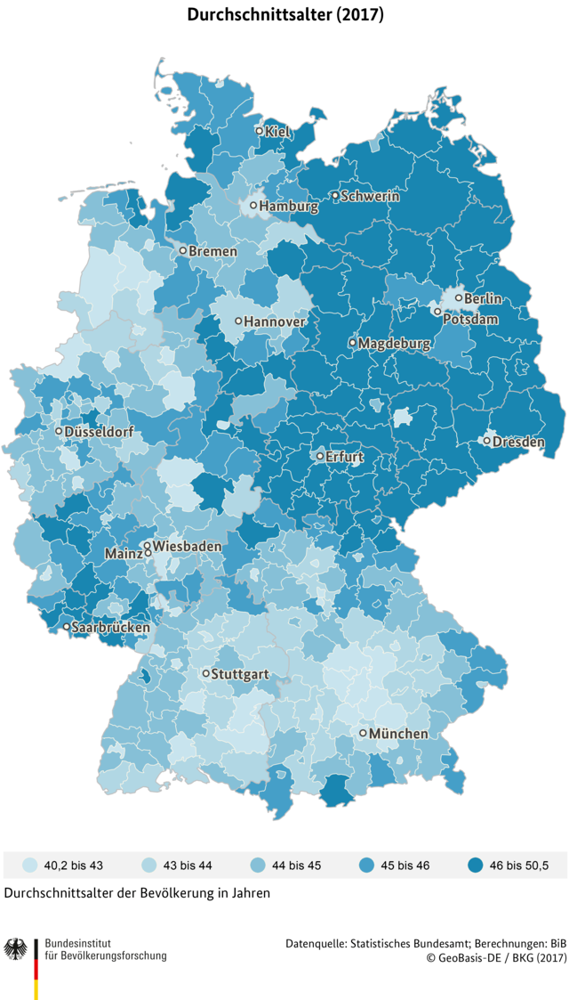 Durchschnittsalter (2017)
Kiel
Schwerin
Hamburg
Bremen
Berlin
Potsdam
Hannover
Magdeburg
Düsseldorf
Dresden
Erfurt
Wiesbaden
Mainz
Saarbrücken
Stuttgart
München
40,2 bis 43 43 bis 44 44 bis 45 45 bis 46 46 bis 50,5
Durchschnittsalter der Bevölkerung in Jahren
Bundesinstitut
für Bevölkerungsforschung
Datenquelle: Statistisches Bundesamt; Berechnungen: BiB
© GeoBasis-DE / BKG (2017)